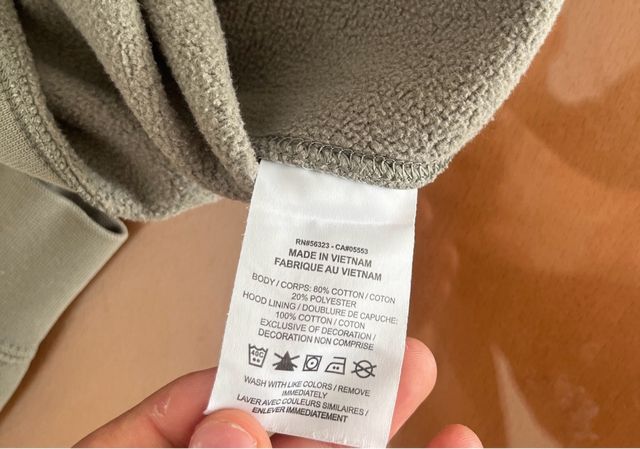 RN#56323 - CA#05553
MADE IN VIETNAM
FABRIQUE AU VIETNAM
BODY / CORPS: 80% COTTON / COTON
20% POLYESTER
HOOD LINING / DOUBLURE DE CAPUCHE:
100% COTTON / COTON
EXCLUSIVE OF DECORATION /
DECORATION NON COMPRISE
40C
WASH WITH LIKE COLORS / REMOVE
IMMEDIATELY
LAVER AVEC COULEURS SIMILAIRES /
ENLEVER IMMEDIATEMENT